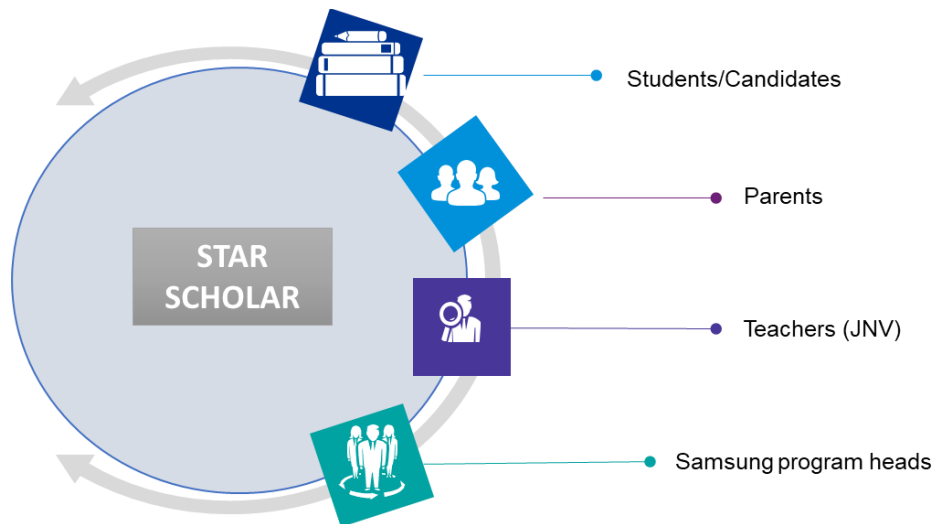 Students/Candidates
Parents
STAR
SCHOLAR
Teachers (JNV)
Samsung program heads